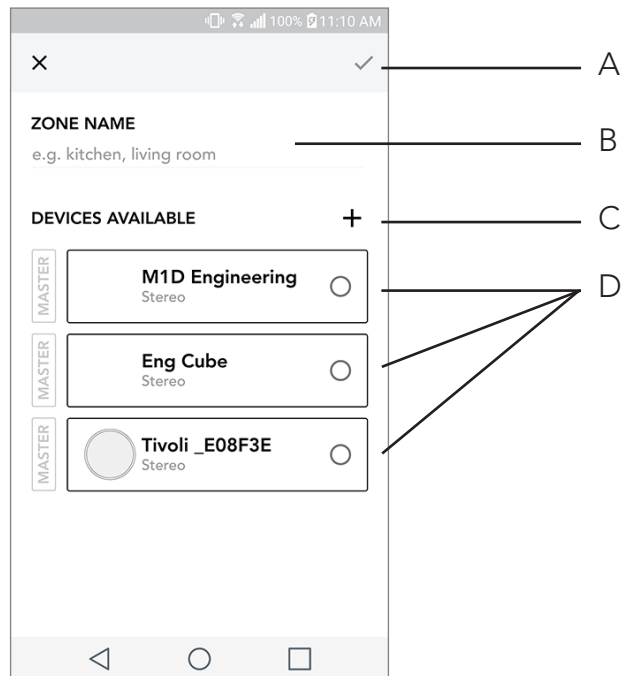 100% 11:10 AM
A
ZONE NAME
B
e.g. kitchen, living room
DEVICES AVAILABLE
C
MASTER
M1D Engineering
Stereo
D
MASTER
Eng Cube
Stereo
MASTER
Tivoli _E08F3E
Stereo